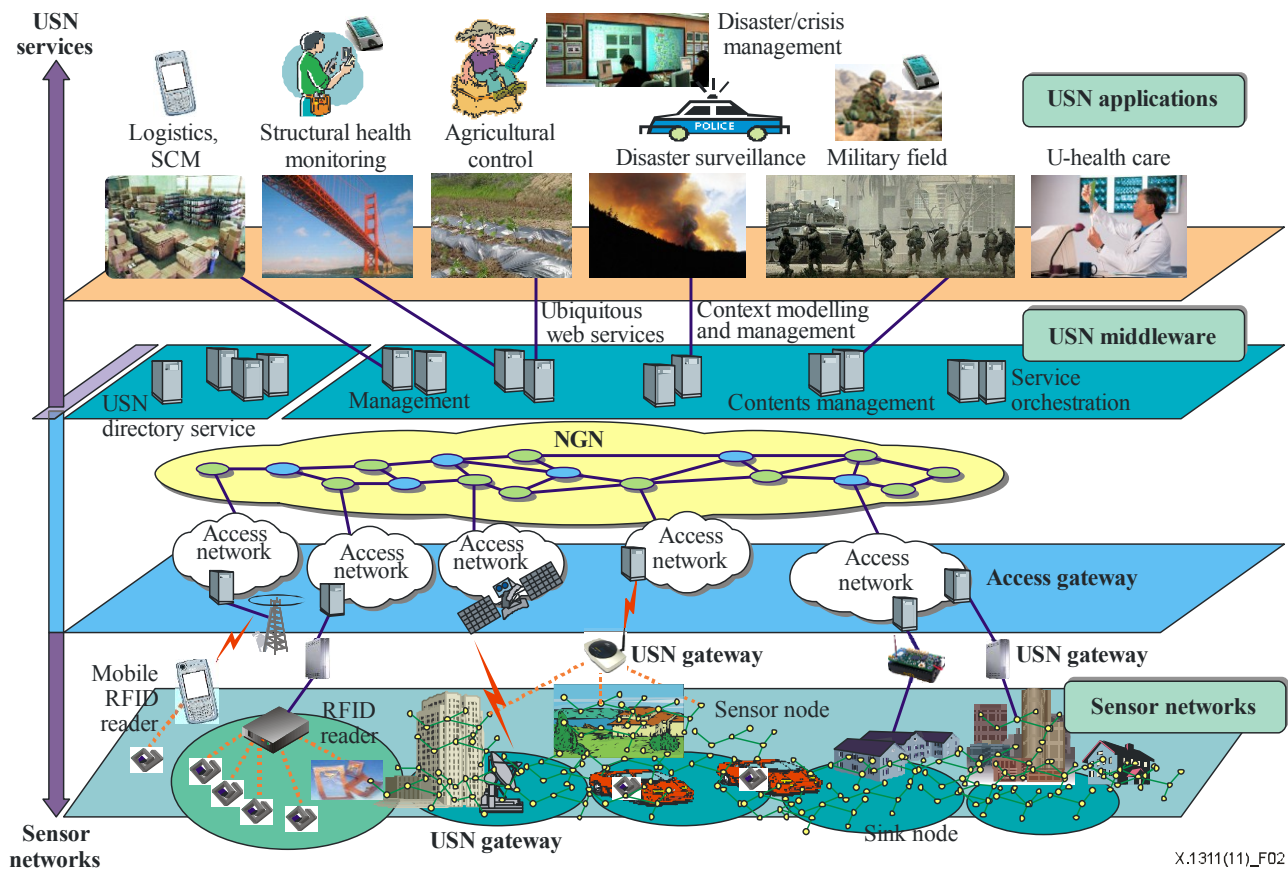 USN
services
Disaster/crisis
management
USN applications
POLICE
Logistics,
SCM
Structural health
monitoring
Agricultural
control
Disaster surveillance
Military field
U-health care
Ubiquitous
web services
Context modelling
and management
USN middleware
USN
directory service
Management
Contents management
Service
orchestration
NGN
Access
network
Access
network
Access
network
Access
network
Access
network
Access gateway
Mobile
RFID
reader
RFID
reader
USN gateway
USN gateway
Sensor node
Sensor networks
USN gateway
Sink node
Sensor
networks
X.1311(11)_F02